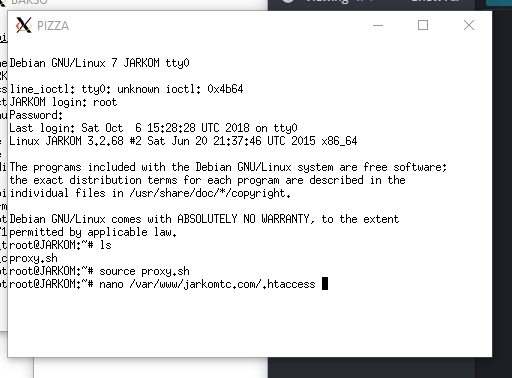 PIZZA
Debian GNU/Linux 7 JARKOM tty0
line_ioctl: tty0: unknown ioctl: 0x4b64
JARKOM login: root
Password:
Last login: Sat Oct  6 15:28:28 UTC 2018 on tty0
Linux JARKOM 3.2.68 #2 Sat Jun 20 21:37:46 UTC 2015 x86_64
The programs included with the Debian GNU/Linux system are free software;
the exact distribution terms for each program are described in the
individual files in /usr/share/doc/*/copyright.
Debian GNU/Linux comes with ABSOLUTELY NO WARRANTY, to the extent
permitted by applicable law.
root@JARKOM:~# ls
proxy.sh
root@JARKOM:~# source proxy.sh
root@JARKOM:~# nano /var/www/jarkomtc.com/.htaccess